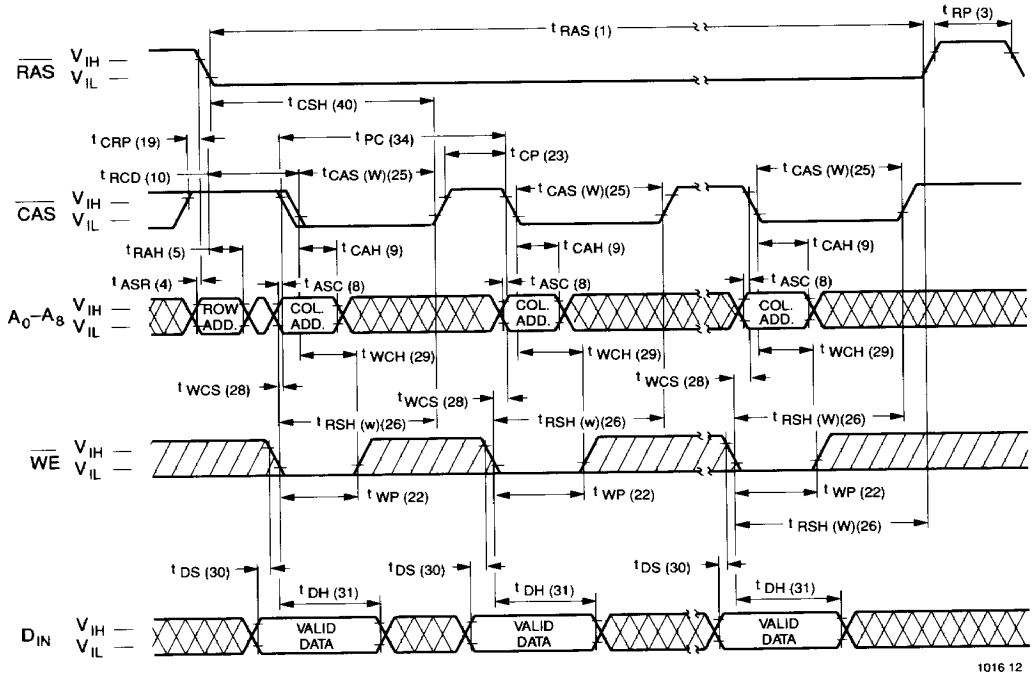 t RAS (1)
t RP (3)
RAS
V IH
V IL
t CSH (40)
t CRP (19)
t PC (34)
t CP (23)
t RCD (10)
t CAS (W)(25)
t CAS (W)(25)
t CAS (W)(25)
CAS
V IH
V IL
t RAH (5)
t CAH (9)
t CAH (9)
t CAH (9)
t ASR (4)
t ASC (8)
t ASC (8)
t ASC (8)
A0–A8
V IH
V IL
ROW ADD.
COL. ADD.
COL. ADD.
COL. ADD.
t WCH (29)
t WCH (29)
t WCH (29)
t WCS (28)
t WCS (28)
t WCS (28)
t RSH (w)(26)
t RSH (w)(26)
t RSH (W)(26)
WE
V IH
V IL
t WP (22)
t WP (22)
t WP (22)
t RSH (W)(26)
t DS (30)
t DS (30)
t DS (30)
t DH (31)
t DH (31)
t DH (31)
DIN
V IH
V IL
VALID DATA
VALID DATA
VALID DATA
1016 12